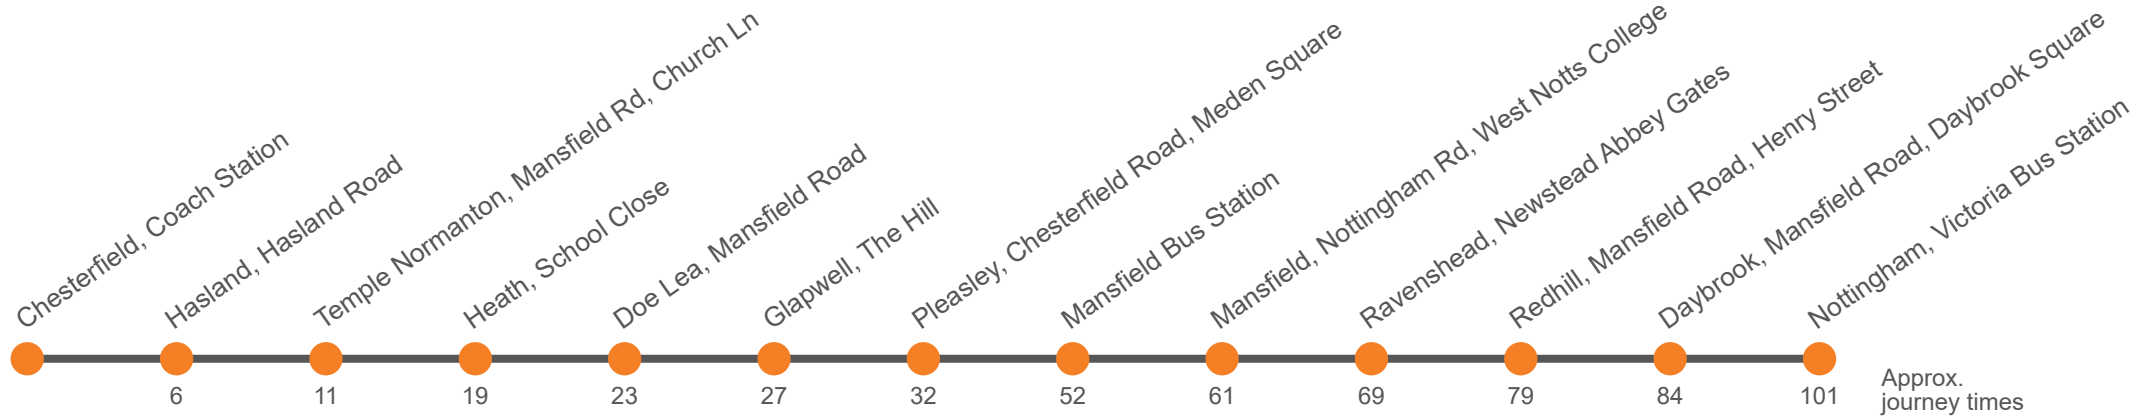 Chesterfield, Coach Station
Hasland, Hasland Road
Temple Normanton, Mansfield Rd, Church Ln
Heath, School Close
Doe Lea, Mansfield Road
Glapwell, The Hill
Pleasley, Chesterfield Road, Meden Square
Mansfield Bus Station
Mansfield, Nottingham Rd, West Notts College
Ravenshead, Newstead Abbey Gates
Redhill, Mansfield Road, Henry Street
Daybrook, Mansfield Road, Daybrook Square
Nottingham, Victoria Bus Station
6 11 19 23 27 32 52 61 69 79 84 101
Approx.
journey times